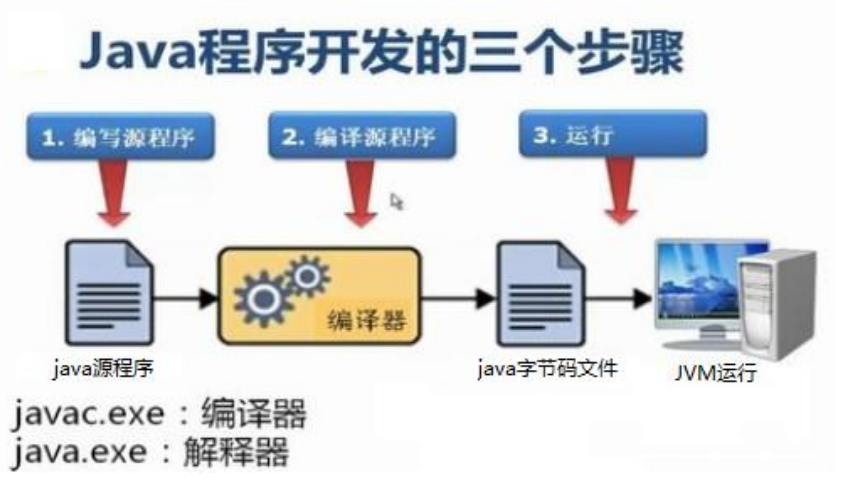 Java程序开发的三个步骤
1. 编写源程序
2. 编译源程序
3. 运行
编译器
java源程序
java字节码文件
JVM运行
javac.exe：编译器
java.exe：解释器